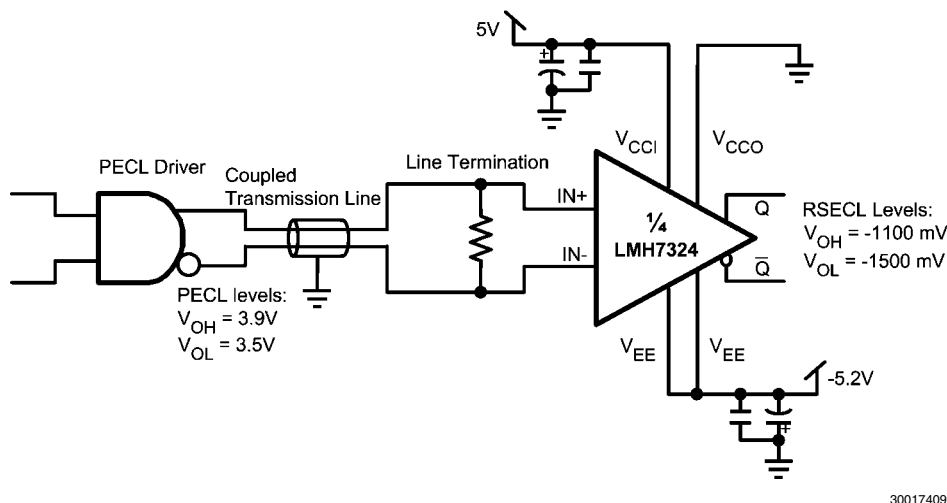 5V
+
V_CCI
V_CCO
PECL Driver
Coupled
Transmission Line
Line Termination
IN+
IN-
¼
LMH7324
Q
Q̅
RSECL Levels:
V_OH = -1100 mV
V_OL = -1500 mV
PECL levels:
V_OH = 3.9V
V_OL = 3.5V
V_EE
V_EE
-5.2V
+
30017409